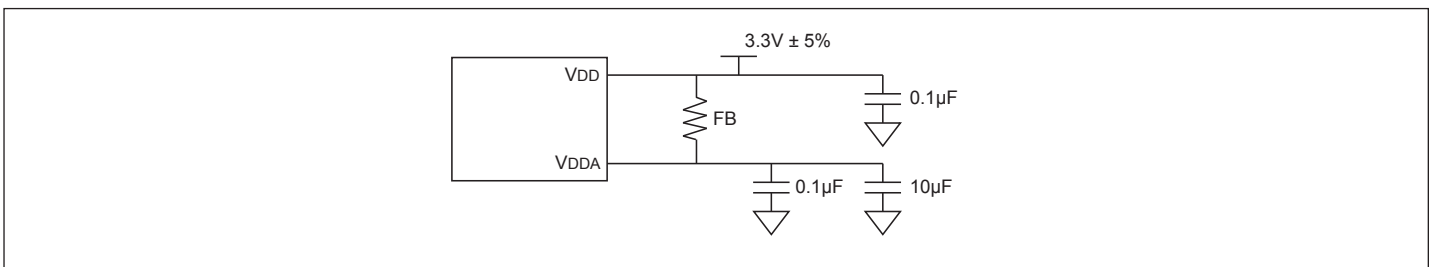 3.3V ± 5%
VDD
0.1µF
FB
VDDA
0.1µF
10µF